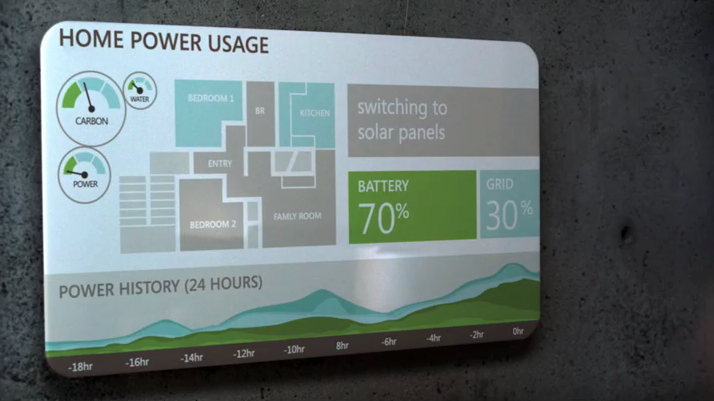 HOME POWER USAGE
CARBON
WATER
POWER
BEDROOM 1
BR
KITCHEN
ENTRY
BEDROOM 2
FAMLY ROOM
switching to
solar panels
BATTERY
70%
GRID
30%
POWER HISTORY (24 HOURS)
-18hr
-16hr
-14hr
-12hr
-10hr
8hr
-6hr
-4hr
-2hr
0hr